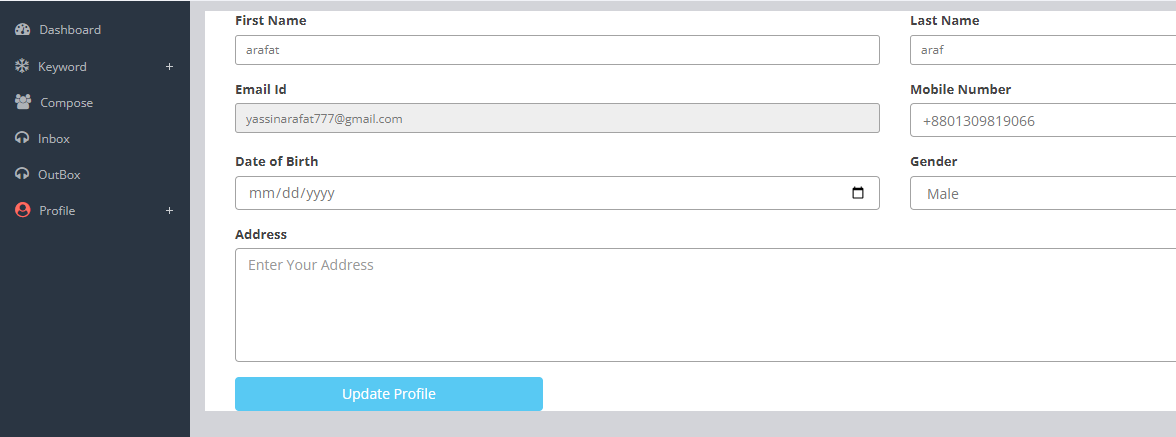 Dashboard
Keyword +
Compose
Inbox
OutBox
Profile +
First Name Last Name
arafat araf
Email Id Mobile Number
yassinarafat777@gmail.com +8801309819066
Date of Birth Gender
mm/dd/yyyy Male
Address
Enter Your Address
Update Profile